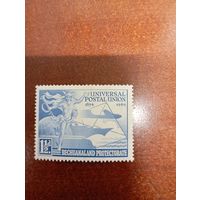 UNIVERSAL
POSTAL UNION
1874 1949
1½ᵈ
BECHUANALAND PROTECTORATE